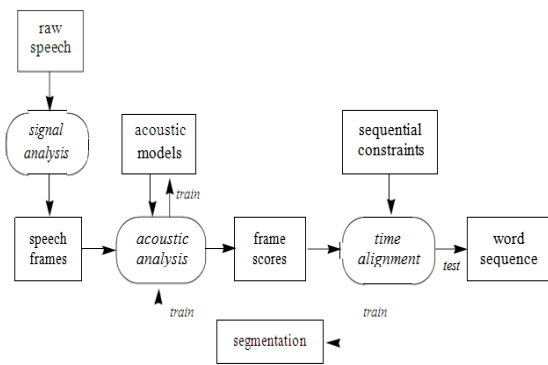 raw
speech
signal
analysis
acoustic
models
sequential
constraints
train
speech
frames
acoustic
analysis
frame
scores
time
alignment
test
word
sequence
train
train
segmentation